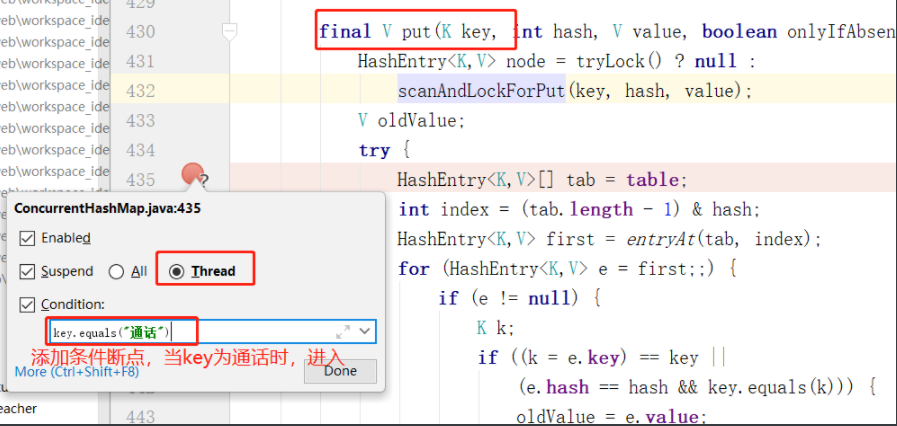 429
eb\workspace_ide
430 final V put(K key, int hash, V value, boolean onlyIfAbsen
eb\workspace_ide
431 HashEntry<K,V> node = tryLock() ? null :
eb\workspace_ide
432 scanAndLockForPut(key, hash, value);
eb\workspace_ide
433 V oldValue;
eb\workspace_ide
434 try {
eb\workspace_ide
435 ? HashEntry<K,V>[] tab = table;
ConcurrentHashMap.java:435
int index = (tab.length - 1) & hash;
Enabled
HashEntry<K,V> first = entryAt(tab, index);
Suspend All Thread
for (HashEntry<K,V> e = first;;) {
Condition:
if (e != null) {
key.equals("通话")
K k;
添加条件断点，当key为通话时，进入
if ((k = e.key) == key ||
More (Ctrl+Shift+F8) Done
(e.hash == hash && key.equals(k))) {
eacher
443 oldValue = e.value;